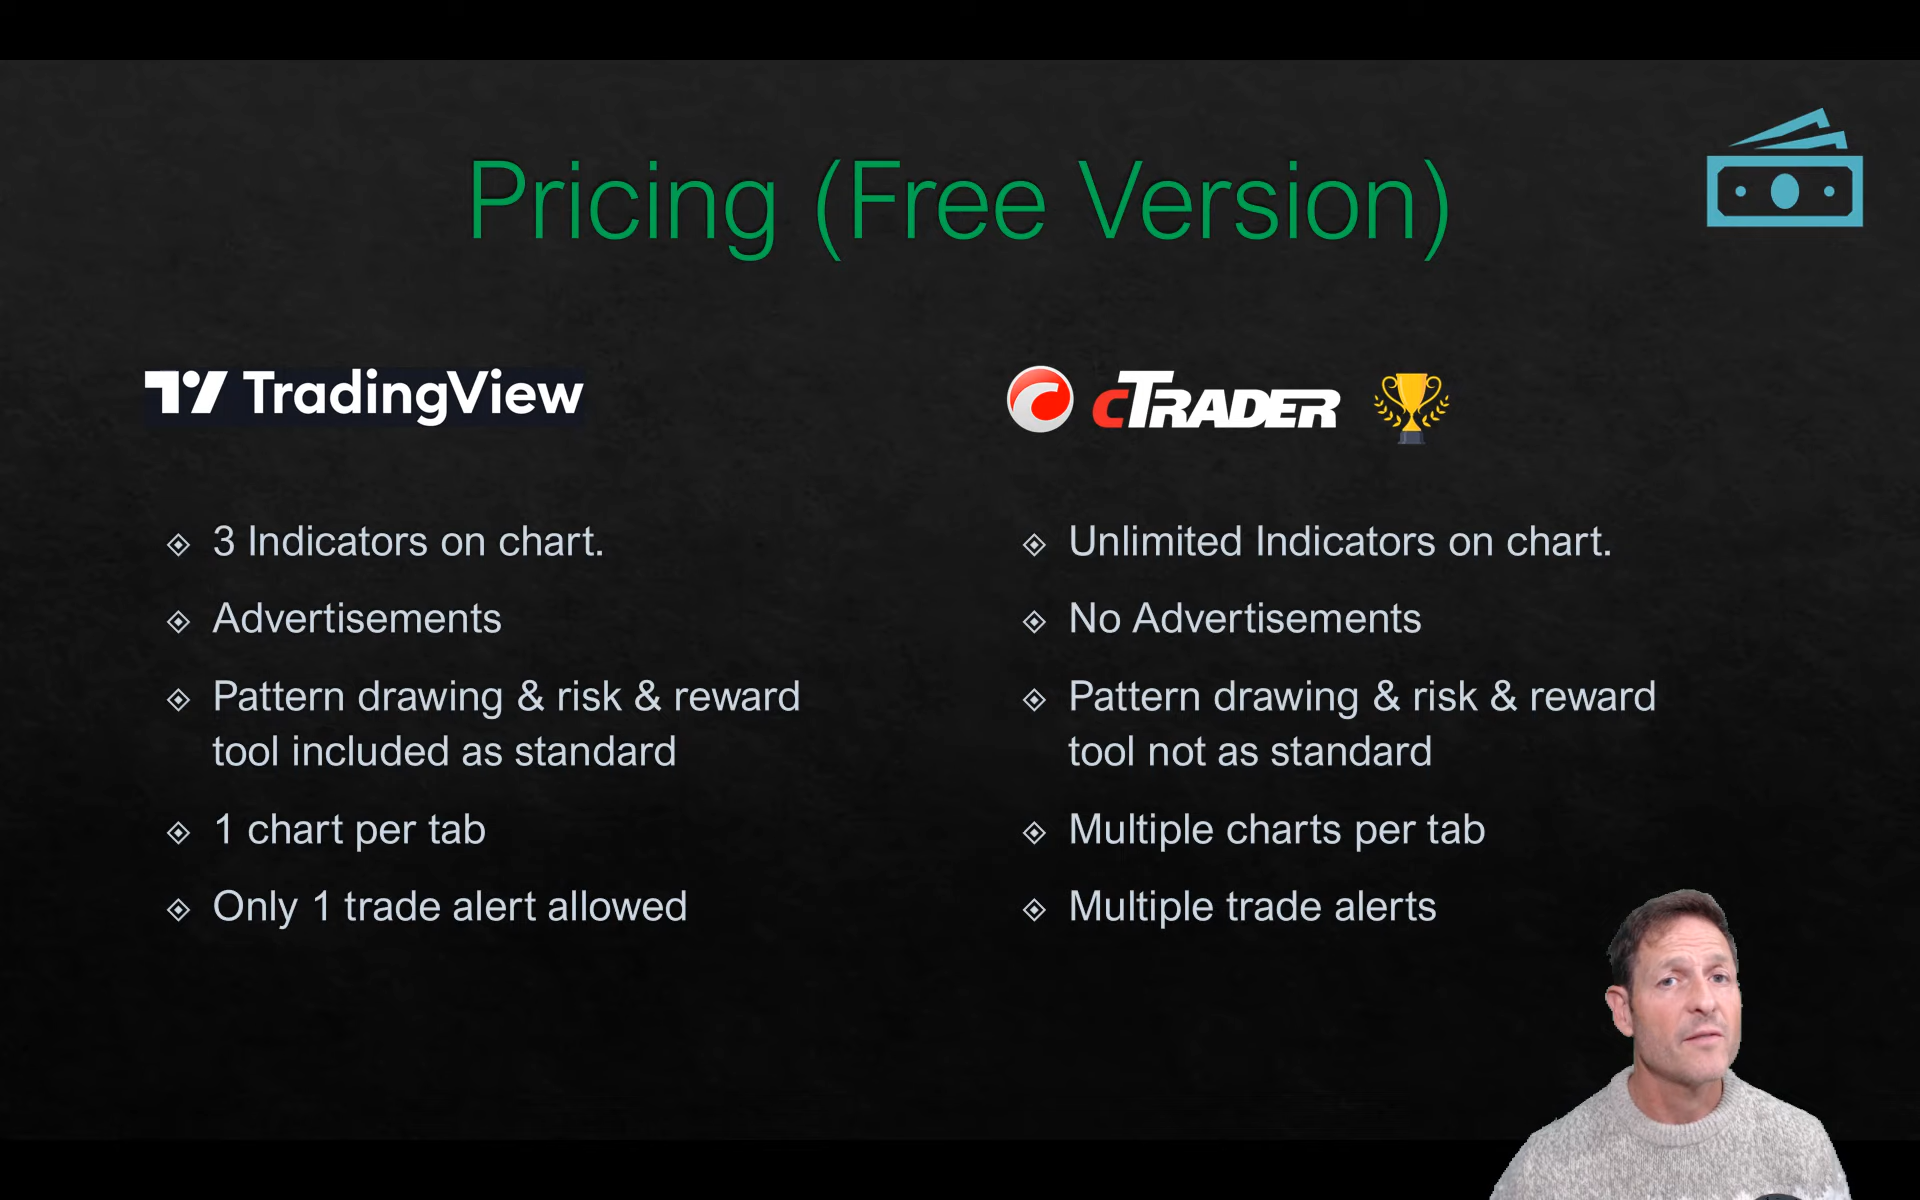 Pricing (Free Version)
TradingView
cTRADER
3 Indicators on chart.
Advertisements
Pattern drawing & risk & reward
tool included as standard
1 chart per tab
Only 1 trade alert allowed
Unlimited Indicators on chart.
No Advertisements
Pattern drawing & risk & reward
tool not as standard
Multiple charts per tab
Multiple trade alerts